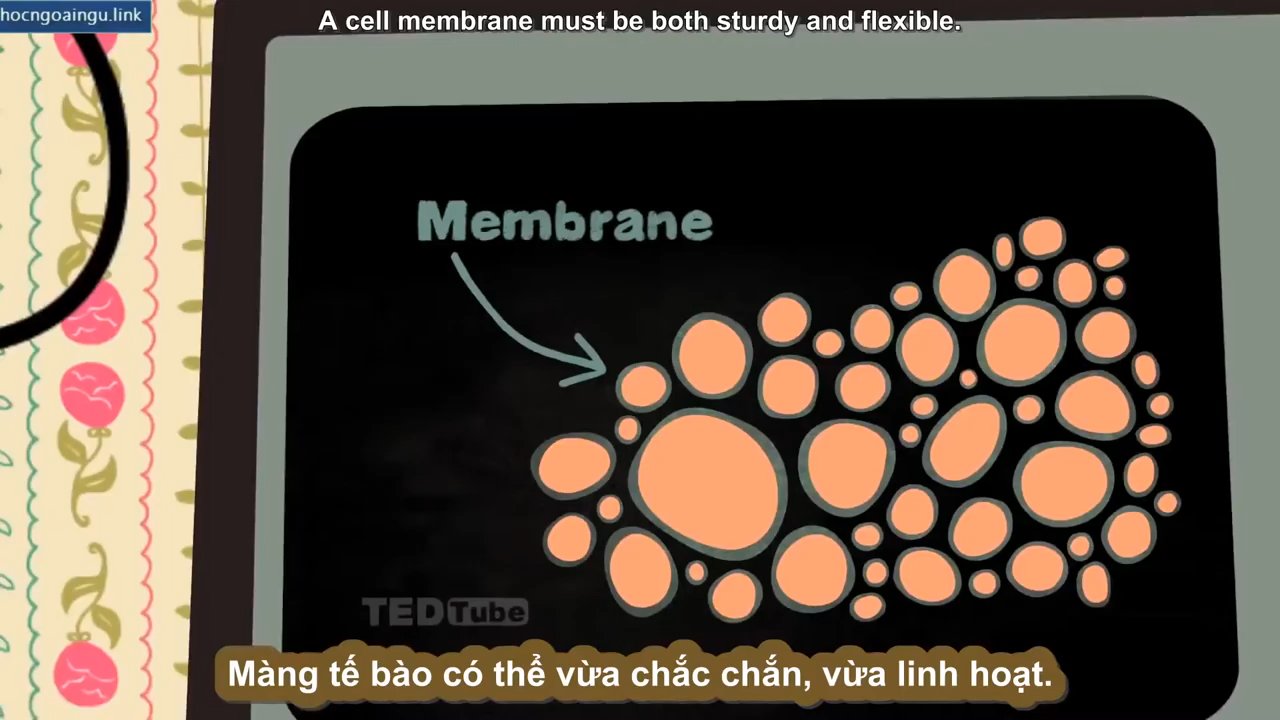 hocngoaingu.link
A cell membrane must be both sturdy and flexible.
Membrane
TEDTube
Màng tế bào có thể vừa chắc chắn, vừa linh hoạt.